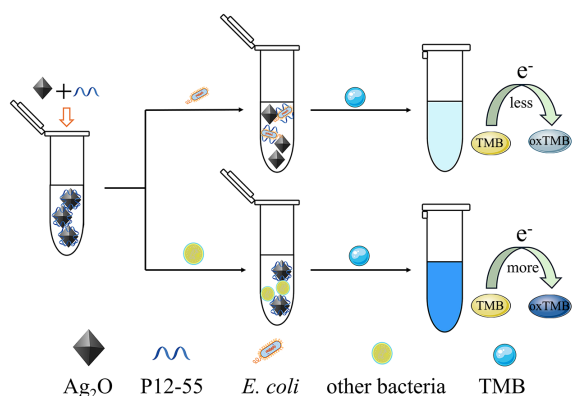 e⁻
less
TMB
oxTMB
e⁻
more
TMB
oxTMB
Ag₂O P12-55 E. coli other bacteria TMB